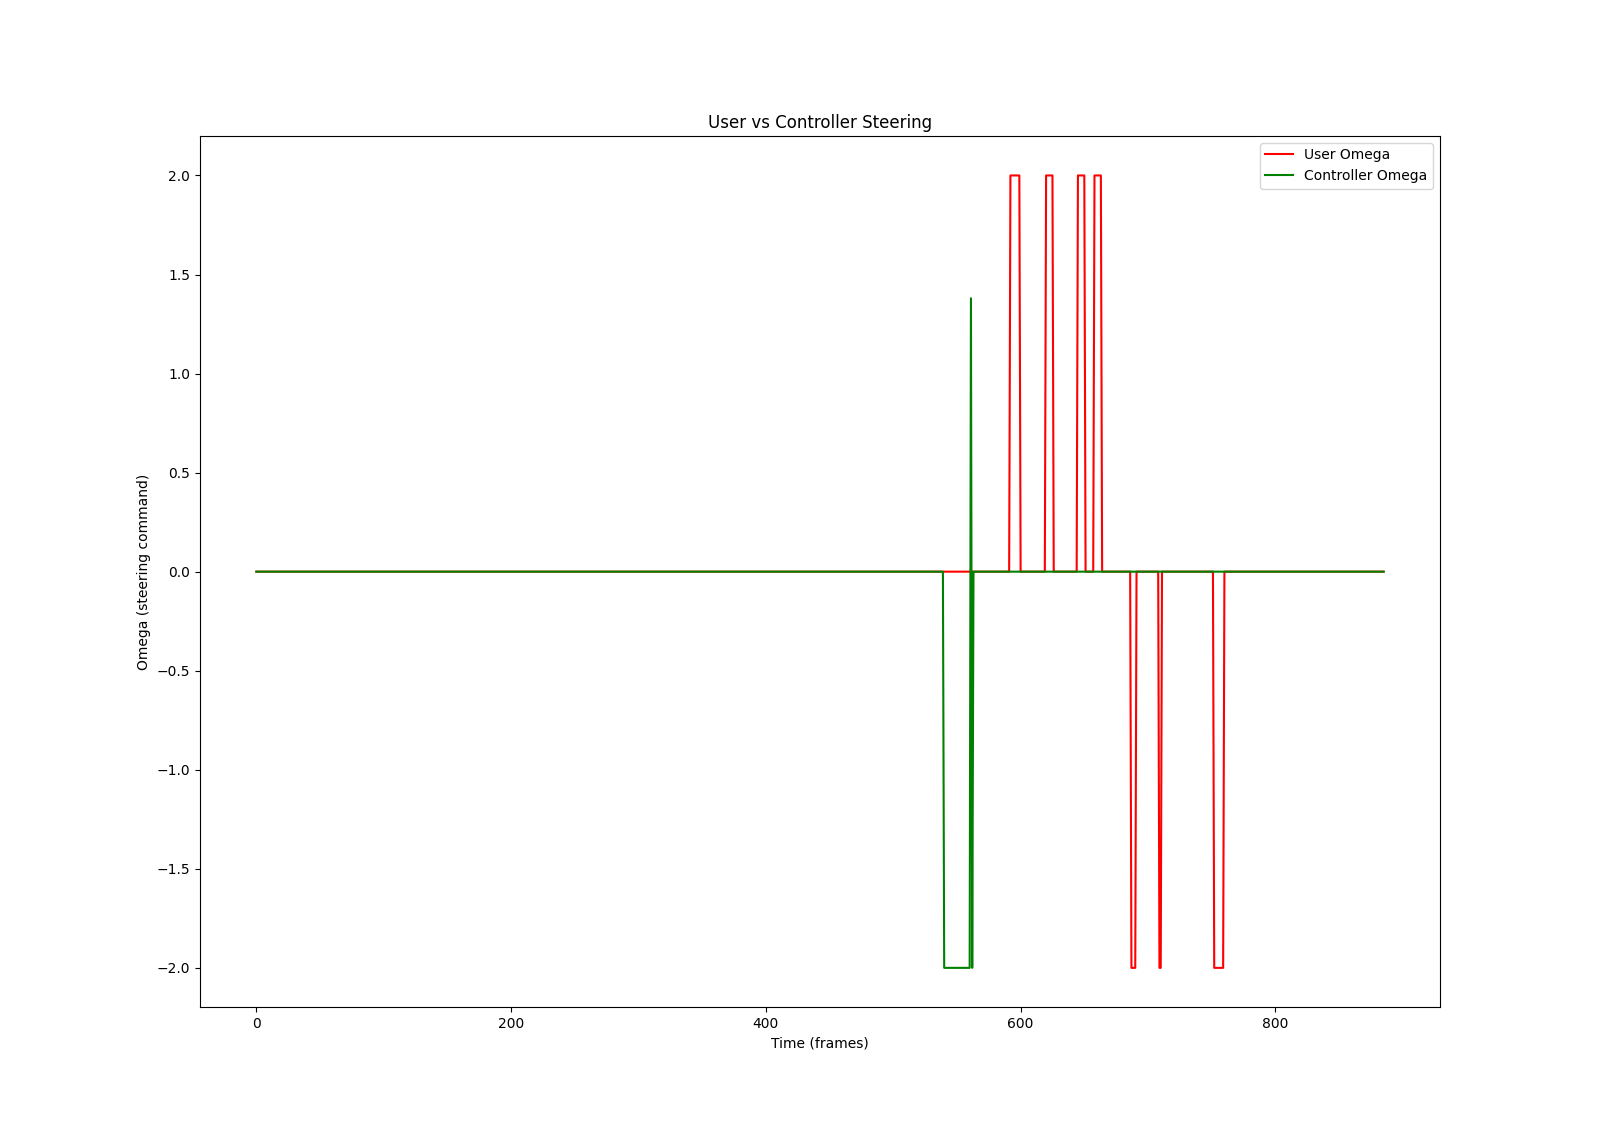 User vs Controller Steering
User Omega
Controller Omega
2.0
1.5
1.0
0.5
0.0
−0.5
−1.0
−1.5
−2.0
Omega (steering command)
0 200 400 600 800
Time (frames)